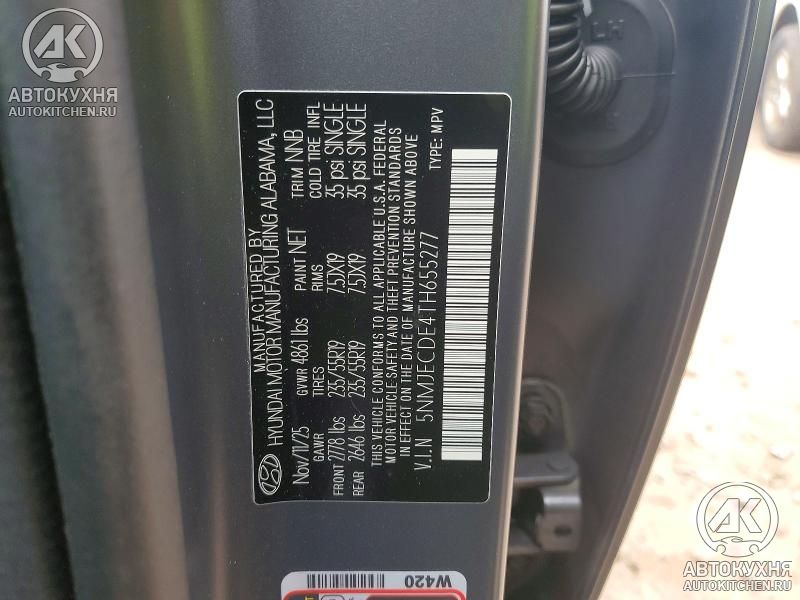 AK
АВТОКУХНЯ
AUTOKITCHEN.RU
LH
MANUFACTURED BY
HYUNDAI MOTOR MANUFACTURING ALABAMA, LLC
Nov/11/25 GVWR 4861 lbs PAINT NET TRIM NNB
GAWR TIRES RIMS COLD TIRE INFL
FRONT 2778 lbs 235/55R19 7.5JX19 35 psi SINGLE
REAR 2646 lbs 235/55R19 7.5JX19 35 psi SINGLE
THIS VEHICLE CONFORMS TO ALL APPLICABLE U.S.A. FEDERAL
MOTOR VEHICLE SAFETY AND THEFT PREVENTION STANDARDS
IN EFFECT ON THE DATE OF MANUFACTURE SHOWN ABOVE
V.I.N 5NMJECDE4TH655277 TYPE: MPV
W420
AK
АВТОКУХНЯ
AUTOKITCHEN.RU